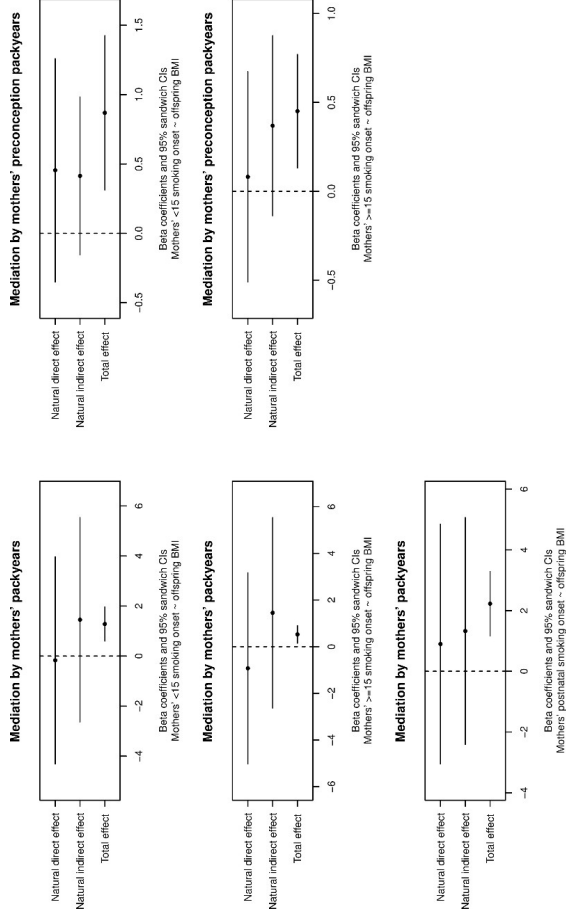 Mediation by mothers' packyears
Natural direct effect
Natural indirect effect
Total effect
−4 −2 0 2 4 6
Beta coefficients and 95% sandwich CIs
Mothers' <15 smoking onset ~ offspring BMI
Mediation by mothers' preconception packyears
Natural direct effect
Natural indirect effect
Total effect
−0.5 0.0 0.5 1.0 1.5
Beta coefficients and 95% sandwich CIs
Mothers' <15 smoking onset ~ offspring BMI
Mediation by mothers' packyears
Natural direct effect
Natural indirect effect
Total effect
−6 −4 −2 0 2 4 6
Beta coefficients and 95% sandwich CIs
Mothers' >=15 smoking onset ~ offspring BMI
Mediation by mothers' preconception packyears
Natural direct effect
Natural indirect effect
Total effect
−0.5 0.0 0.5 1.0
Beta coefficients and 95% sandwich CIs
Mothers' >=15 smoking onset ~ offspring BMI
Mediation by mothers' packyears
Natural direct effect
Natural indirect effect
Total effect
−4 −2 0 2 4 6
Beta coefficients and 95% sandwich CIs
Mothers' postnatal smoking onset ~ offspring BMI